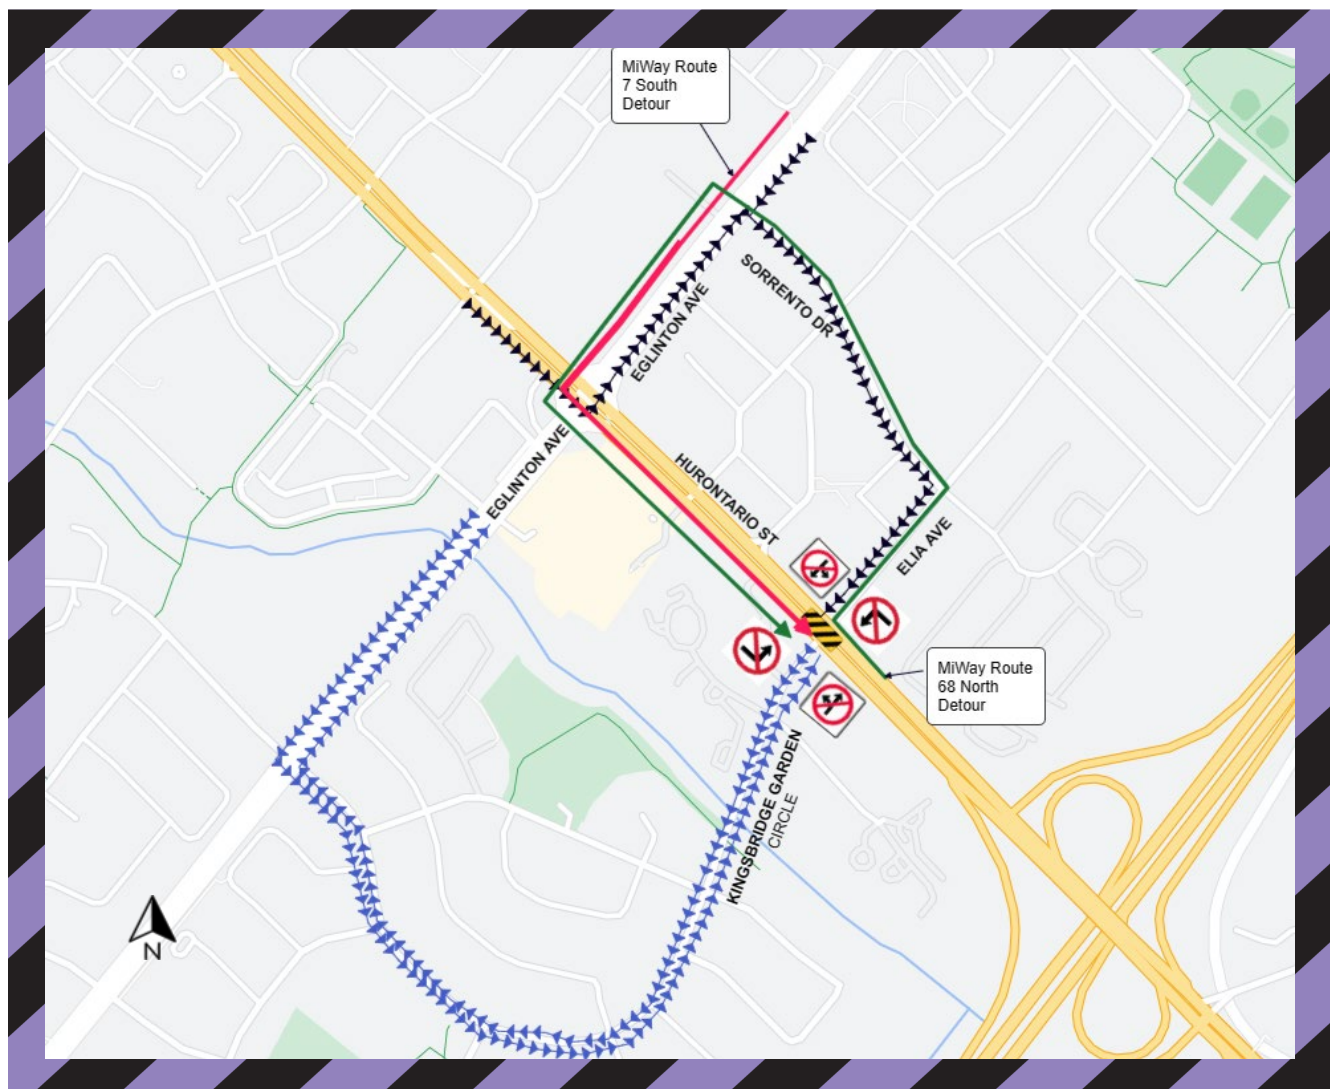 MiWay Route
7 South
Detour
SORRENTO DR
EGLINTON AVE
EGLINTON AVE
HURONTARIO ST
ELIA AVE
MiWay Route
68 North
Detour
KINGSBRIDGE GARDEN
CIRCLE
N